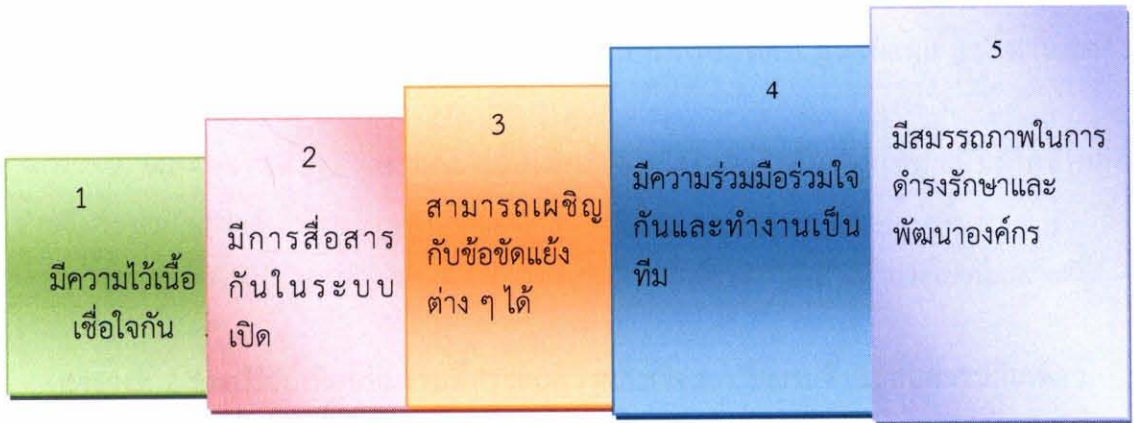 1
มีความไว้เนื้อ
เชื่อใจกัน
2
มีการสื่อสาร
กันในระบบ
เปิด
3
สามารถเผชิญ
กับข้อขัดแย้ง
ต่าง ๆ ได้
4
มีความร่วมมือร่วมใจ
กันและทำงานเป็น
ทีม
5
มีสมรรถภาพในการ
ดำรงรักษาและ
พัฒนาองค์กร